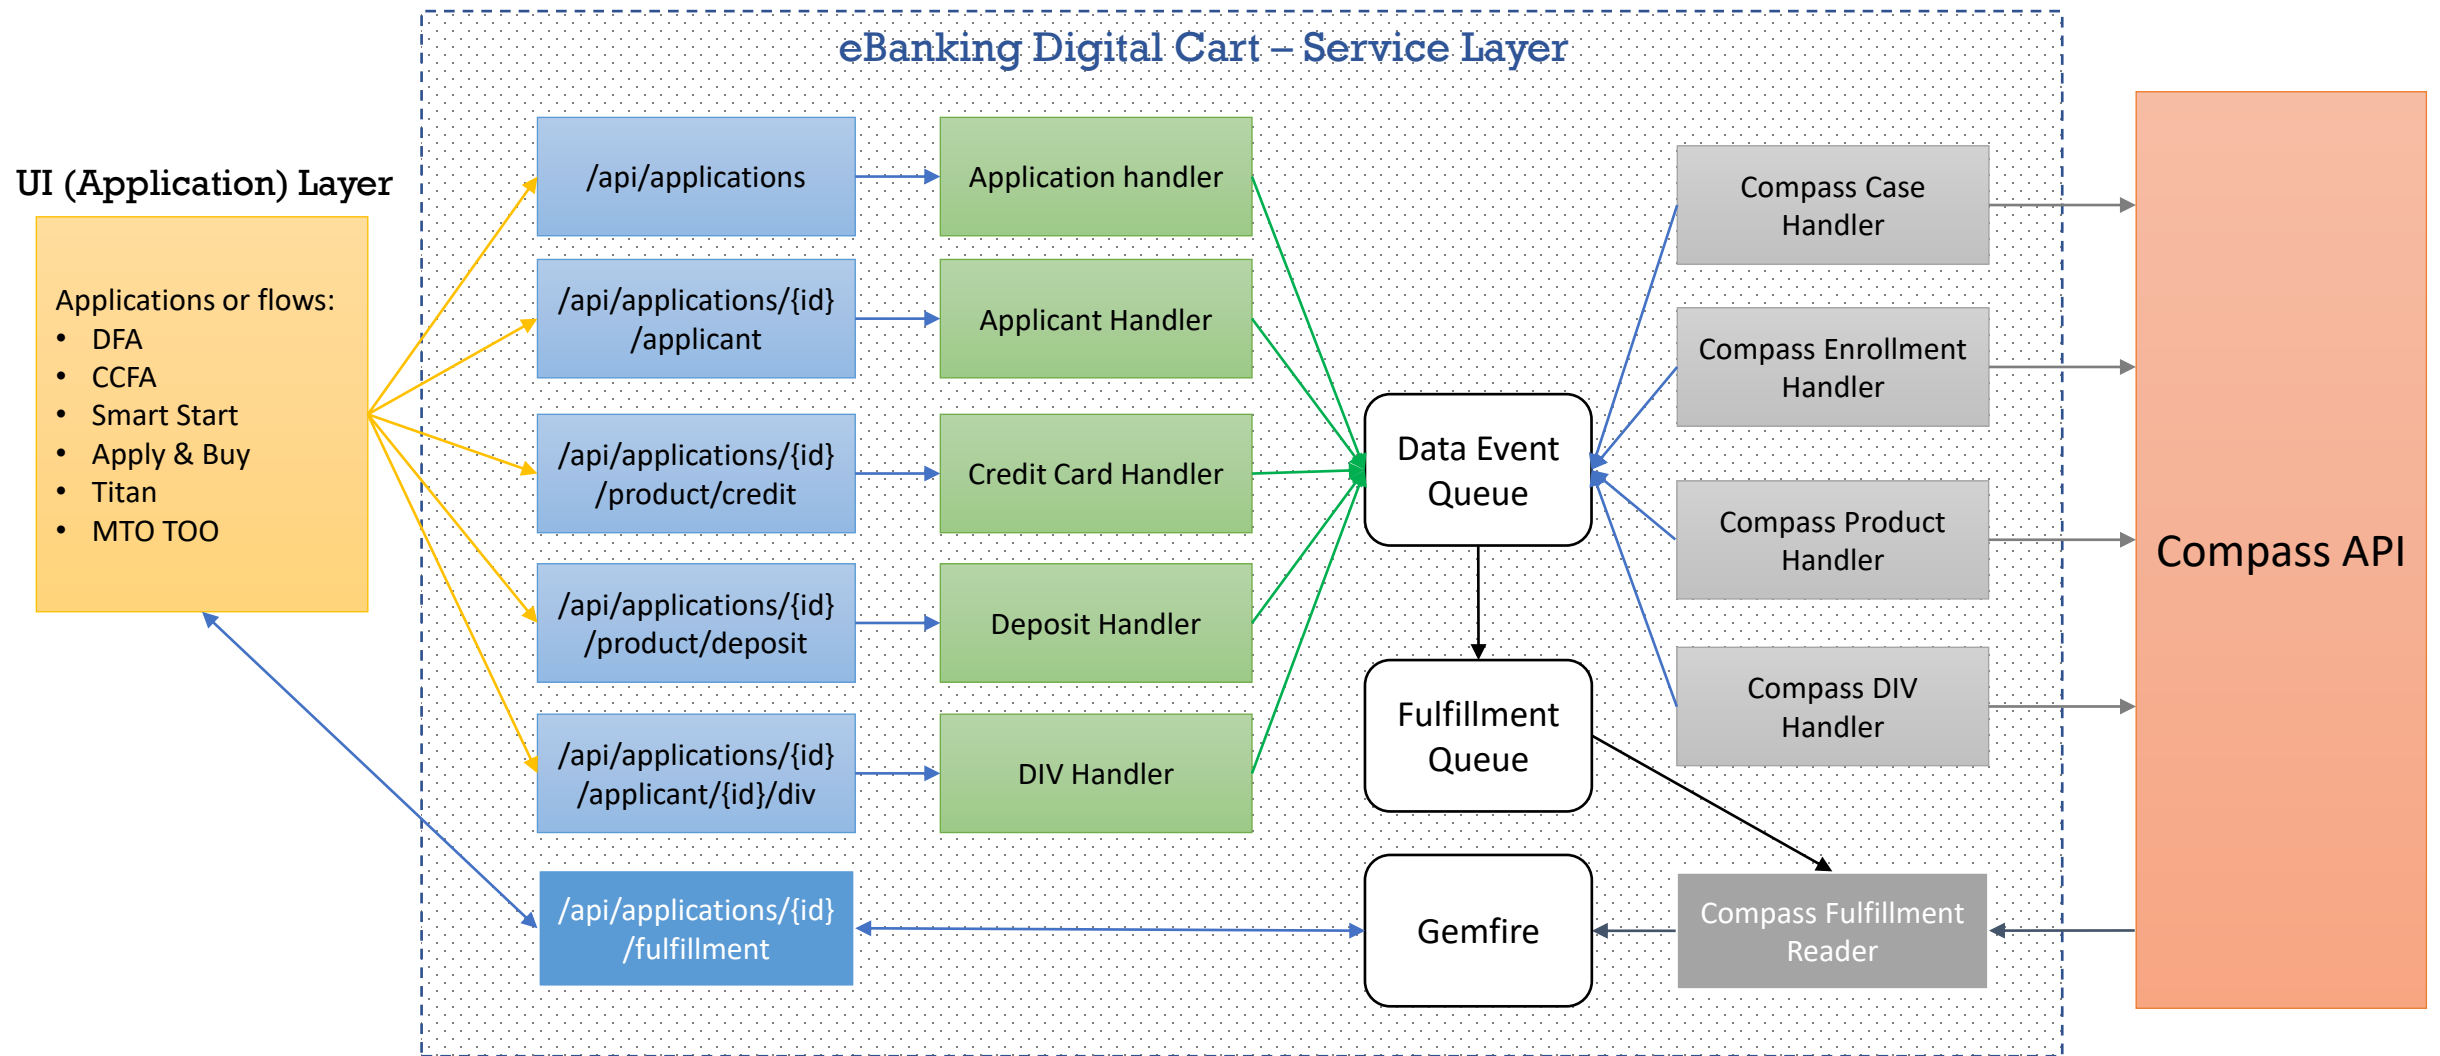 eBanking Digital Cart – Service Layer
UI (Application) Layer
Applications or flows:
• DFA
• CCFA
• Smart Start
• Apply & Buy
• Titan
• MTO TOO
/api/applications
/api/applications/{id}
/applicant
/api/applications/{id}
/product/credit
/api/applications/{id}
/product/deposit
/api/applications/{id}
/applicant/{id}/div
/api/applications/{id}
/fulfillment
Application handler
Applicant Handler
Credit Card Handler
Deposit Handler
DIV Handler
Data Event
Queue
Fulfillment
Queue
Gemfire
Compass Case
Handler
Compass Enrollment
Handler
Compass Product
Handler
Compass DIV
Handler
Compass Fulfillment
Reader
Compass API